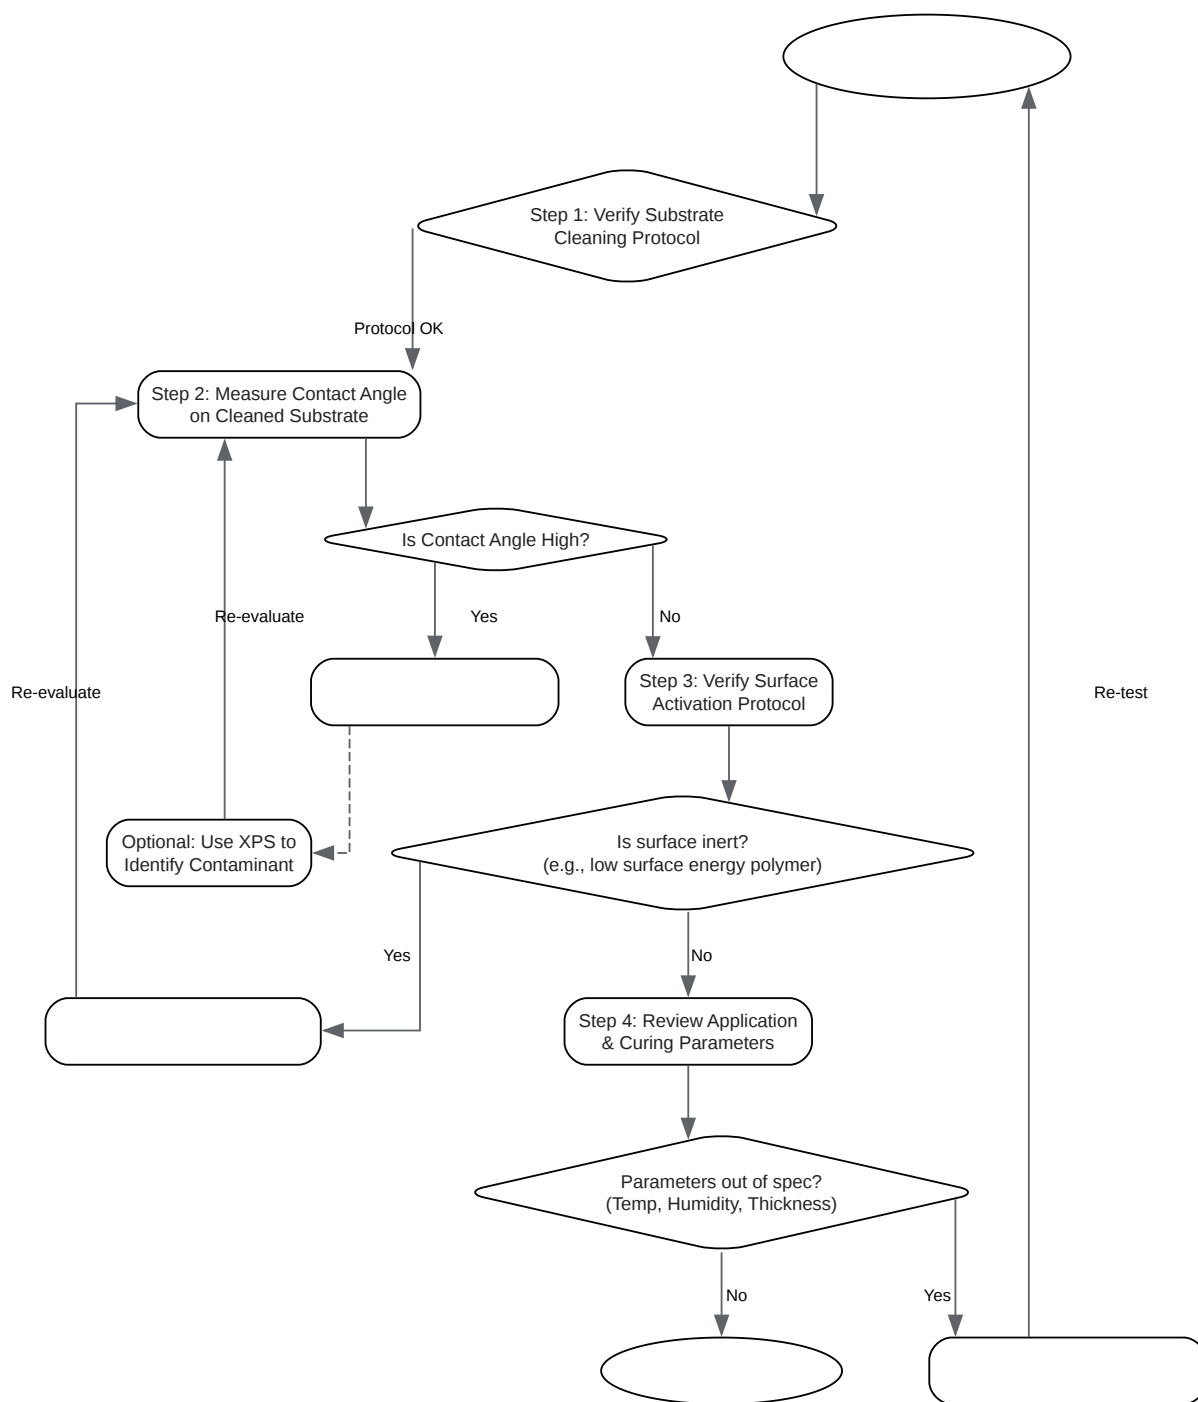 Step 1: Verify Substrate
Cleaning Protocol
Protocol OK
Step 2: Measure Contact Angle
on Cleaned Substrate
Is Contact Angle High?
Re-evaluate
Yes
No
Re-evaluate
Step 3: Verify Surface
Activation Protocol
Re-test
Optional: Use XPS to
Identify Contaminant
Is surface inert?
(e.g., low surface energy polymer)
Yes
No
Step 4: Review Application
& Curing Parameters
Parameters out of spec?
(Temp, Humidity, Thickness)
No
Yes